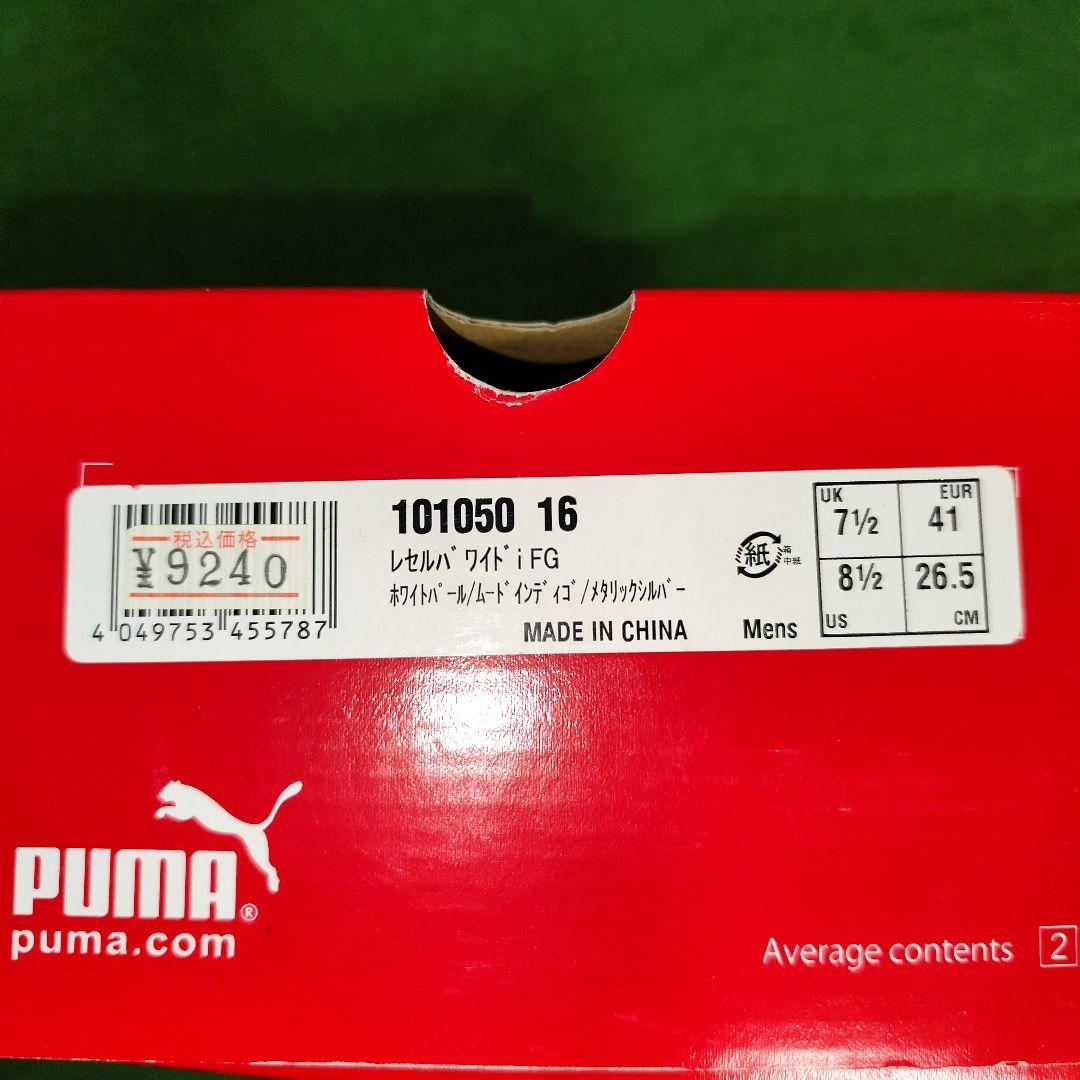 税込価格
¥9240
4 049753 455787
101050 16
レセルバ ワイド i FG
ホワイトパール/ムードインディゴ/メタリックシルバー
MADE IN CHINA
紙
箱
中紙
Mens
UK
7½
EUR
41
8½
US
26.5
CM
PUMA®
puma.com
Average contents 2